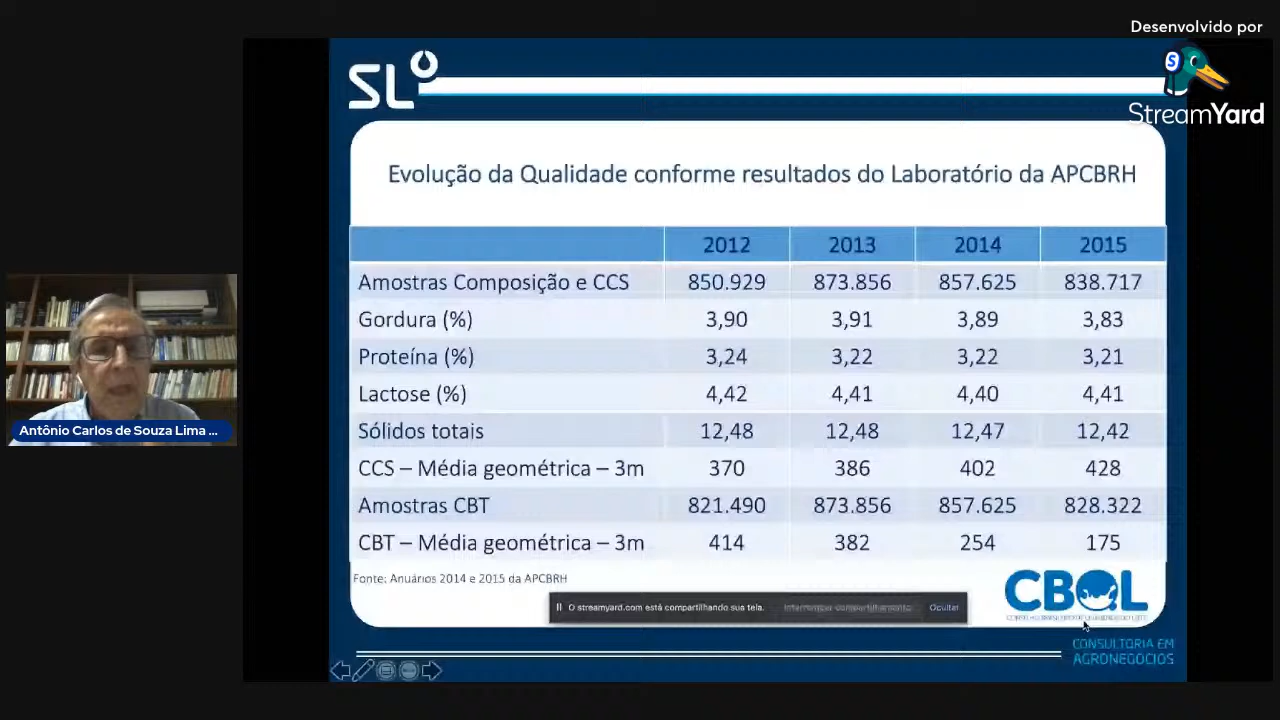 Desenvolvido por
StreamYard
SL
Evolução da Qualidade conforme resultados do Laboratório da APCBRH
2012 2013 2014 2015
Amostras Composição e CCS 850.929 873.856 857.625 838.717
Gordura (%) 3,90 3,91 3,89 3,83
Proteína (%) 3,24 3,22 3,22 3,21
Lactose (%) 4,42 4,41 4,40 4,41
Sólidos totais 12,48 12,48 12,47 12,42
CCS – Média geométrica – 3m 370 386 402 428
Amostras CBT 821.490 873.856 857.625 828.322
CBT – Média geométrica – 3m 414 382 254 175
Fonte: Anuários 2014 e 2015 da APCBRH
CBQL
O streamyard.com está compartilhando sua tela. Interromper compartilhamento Ocultar
CONSULTORIA EM
AGRONEGÓCIOS
Antônio Carlos de Souza Lima ...